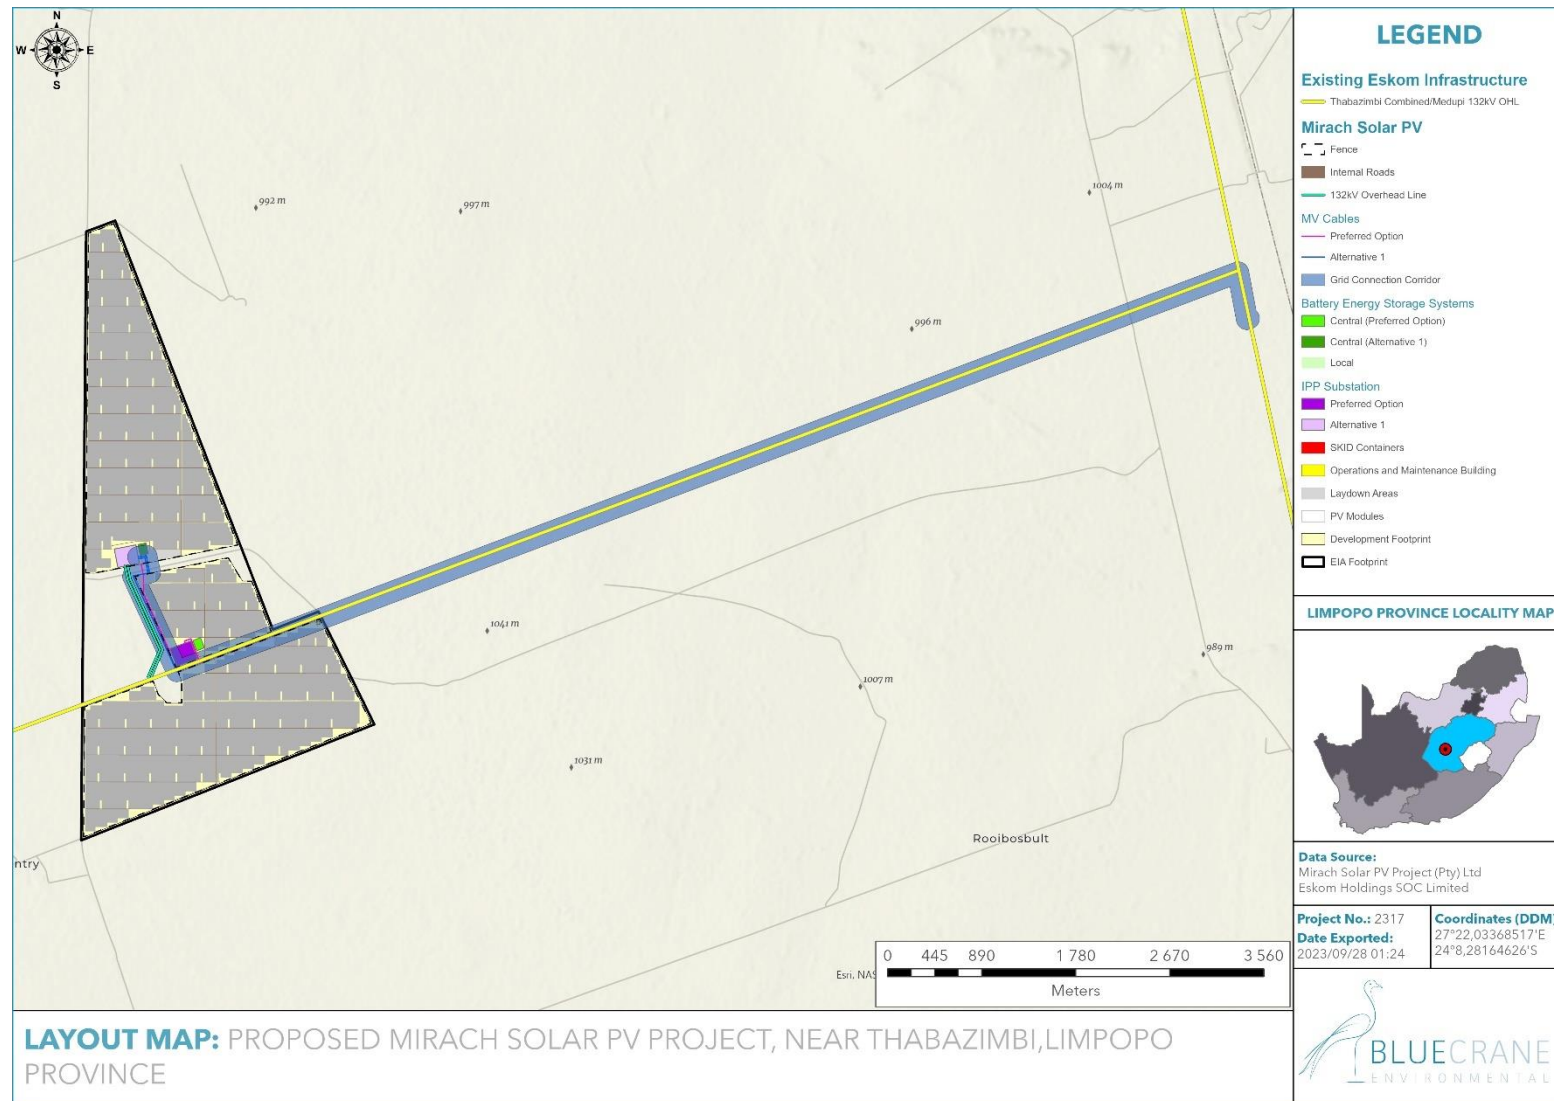 N
W
E
S
992 m
997 m
1004 m
996 m
1041 m
1007 m
989 m
1031 m
Rooibosbult
ntry
Esri, NAS
0 445 890 1 780 2 670 3 560
Meters
LAYOUT MAP: PROPOSED MIRACH SOLAR PV PROJECT, NEAR THABAZIMBI,LIMPOPO
PROVINCE
LEGEND
Existing Eskom Infrastructure
Thabazimbi Combined/Medupi 132kV OHL
Mirach Solar PV
Fence
Internal Roads
132kV Overhead Line
MV Cables
Preferred Option
Alternative 1
Grid Connection Corridor
Battery Energy Storage Systems
Central (Preferred Option)
Central (Alternative 1)
Local
IPP Substation
Preferred Option
Alternative 1
SKID Containers
Operations and Maintenance Building
Laydown Areas
PV Modules
Development Footprint
EIA Footprint
LIMPOPO PROVINCE LOCALITY MAP
Data Source:
Mirach Solar PV Project (Pty) Ltd
Eskom Holdings SOC Limited
Project No.: 2317
Date Exported:
2023/09/28 01:24
Coordinates (DDM)
27°22,03368517'E
24°8,28164626'S
BLUECRANE
ENVIRONMENTAL